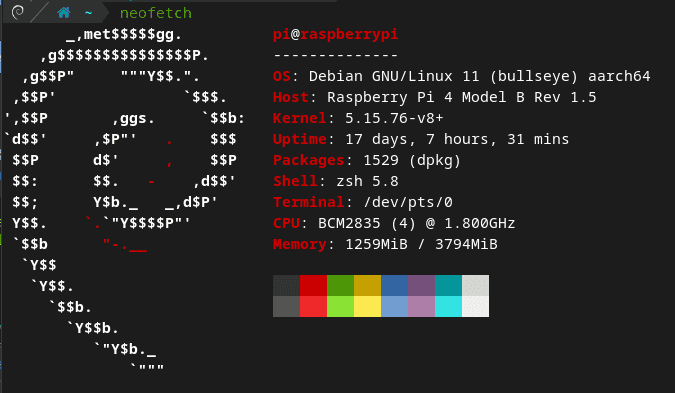 ~ neofetch
_,met$$$$$gg.
,g$$$$$$$$$$$$$$$P.
,g$$P" """Y$$.".
,$$P' `$$$.
',$$P ,ggs. `$$b:
`d$$' ,$P"' . $$$
$$P d$' , $$P
$$: $$. - ,d$$'
$$; Y$b._ _,d$P'
Y$$. `.`"Y$$$$P"'
`$$b "-.__
`Y$$
`Y$$.
`$$b.
`Y$$b.
`"Y$b._
`"""
pi@raspberrypi
--------------
OS: Debian GNU/Linux 11 (bullseye) aarch64
Host: Raspberry Pi 4 Model B Rev 1.5
Kernel: 5.15.76-v8+
Uptime: 17 days, 7 hours, 31 mins
Packages: 1529 (dpkg)
Shell: zsh 5.8
Terminal: /dev/pts/0
CPU: BCM2835 (4) @ 1.800GHz
Memory: 1259MiB / 3794MiB